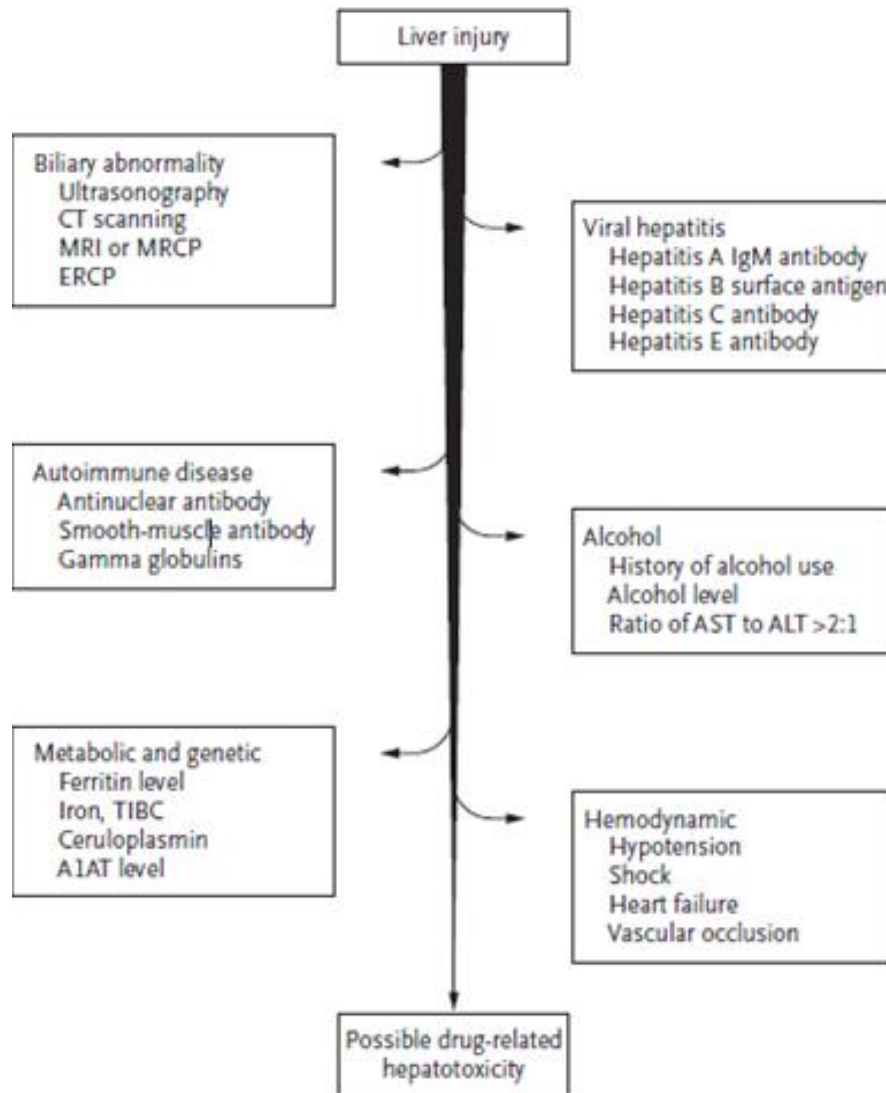 Liver injury
Biliary abnormality
Ultrasonography
CT scanning
MRI or MRCP
ERCP
Viral hepatitis
Hepatitis A IgM antibody
Hepatitis B surface antigen
Hepatitis C antibody
Hepatitis E antibody
Autoimmune disease
Antinuclear antibody
Smooth-muscle antibody
Gamma globulins
Alcohol
History of alcohol use
Alcohol level
Ratio of AST to ALT >2:1
Metabolic and genetic
Ferritin level
Iron, TIBC
Ceruloplasmin
A1AT level
Hemodynamic
Hypotension
Shock
Heart failure
Vascular occlusion
Possible drug-related
hepatotoxicity